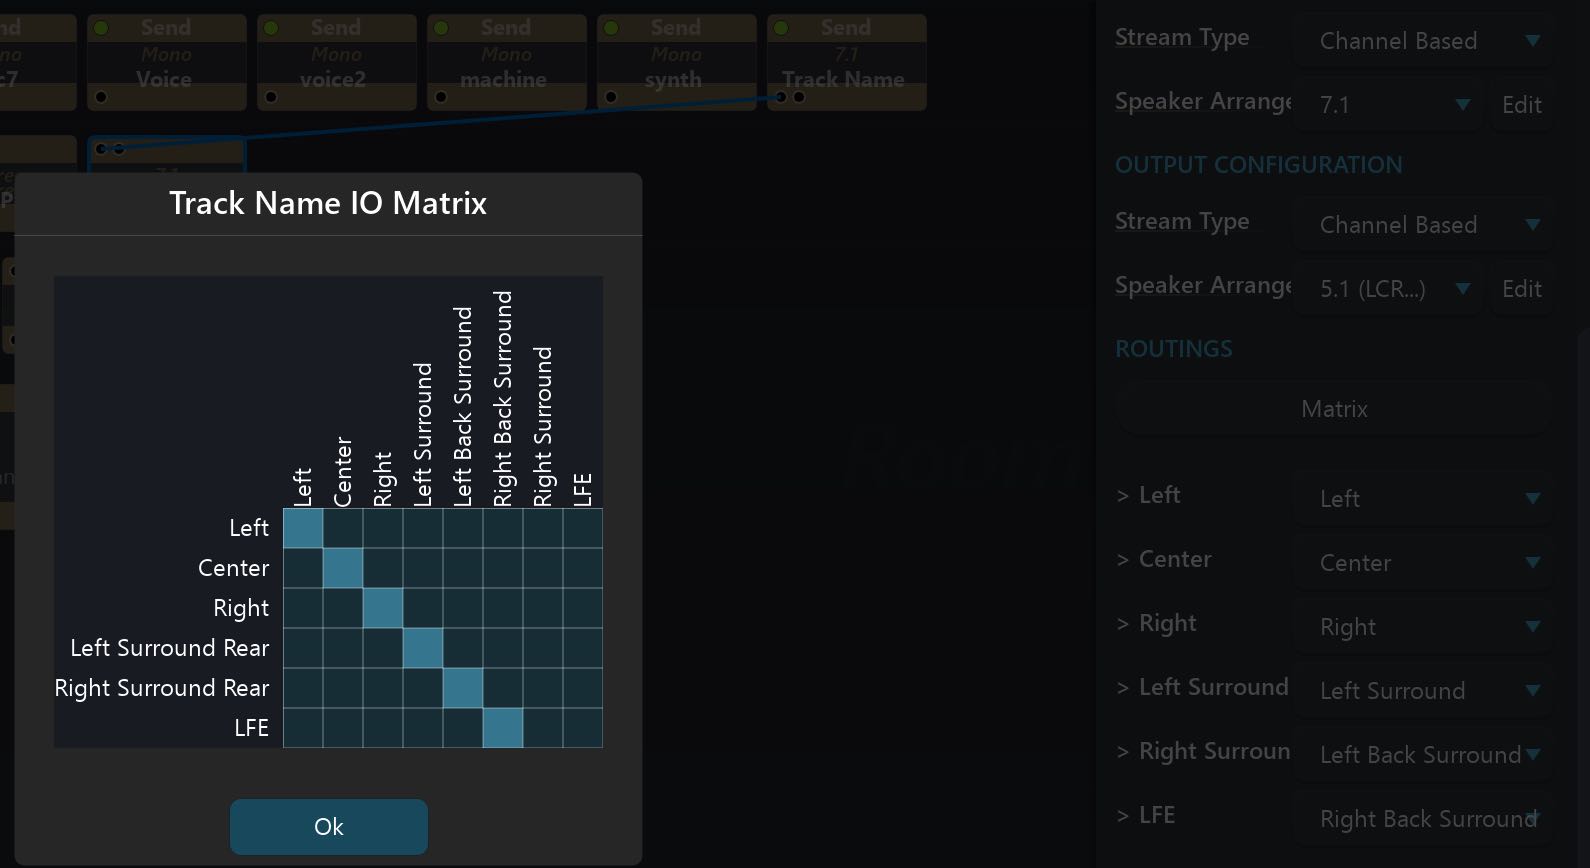 nd
Send
Send
Send
Send
Send
no
Mono
Mono
Mono
Mono
7.1
c7
Voice
voice2
machine
synth
Track Name
7.1
Track Name IO Matrix
Left
Center
Right
Left Surround
Left Back Surround
Right Back Surround
Right Surround
LFE
Left
Center
Right
Left Surround Rear
Right Surround Rear
LFE
Ok
Stream Type
Channel Based
Speaker Arrange
7.1
Edit
OUTPUT CONFIGURATION
Stream Type
Channel Based
Speaker Arrange
5.1 (LCR...)
Edit
ROUTINGS
Matrix
> Left
Left
> Center
Center
> Right
Right
> Left Surround
Left Surround
> Right Surroun
Left Back Surround
> LFE
Right Back Surround